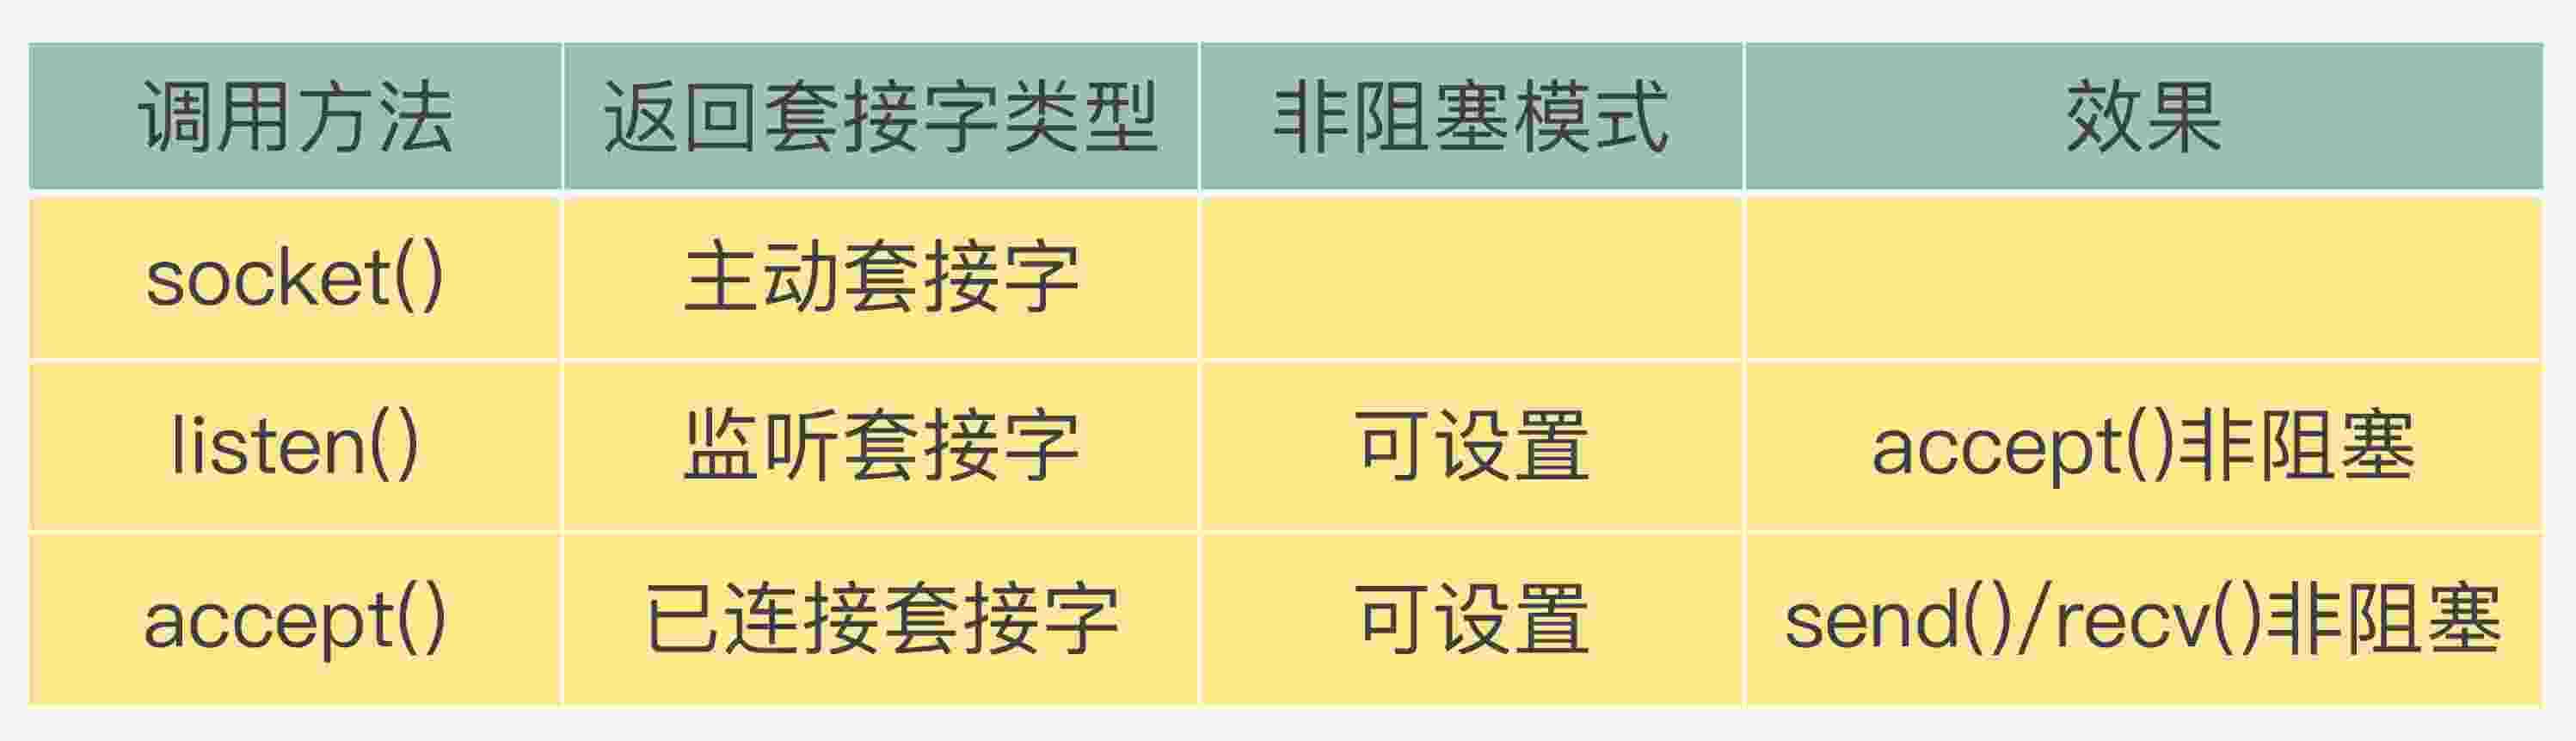 调用方法 返回套接字类型 非阻塞模式 效果
socket() 主动套接字
listen() 监听套接字 可设置 accept()非阻塞
accept() 已连接套接字 可设置 send()/recv()非阻塞